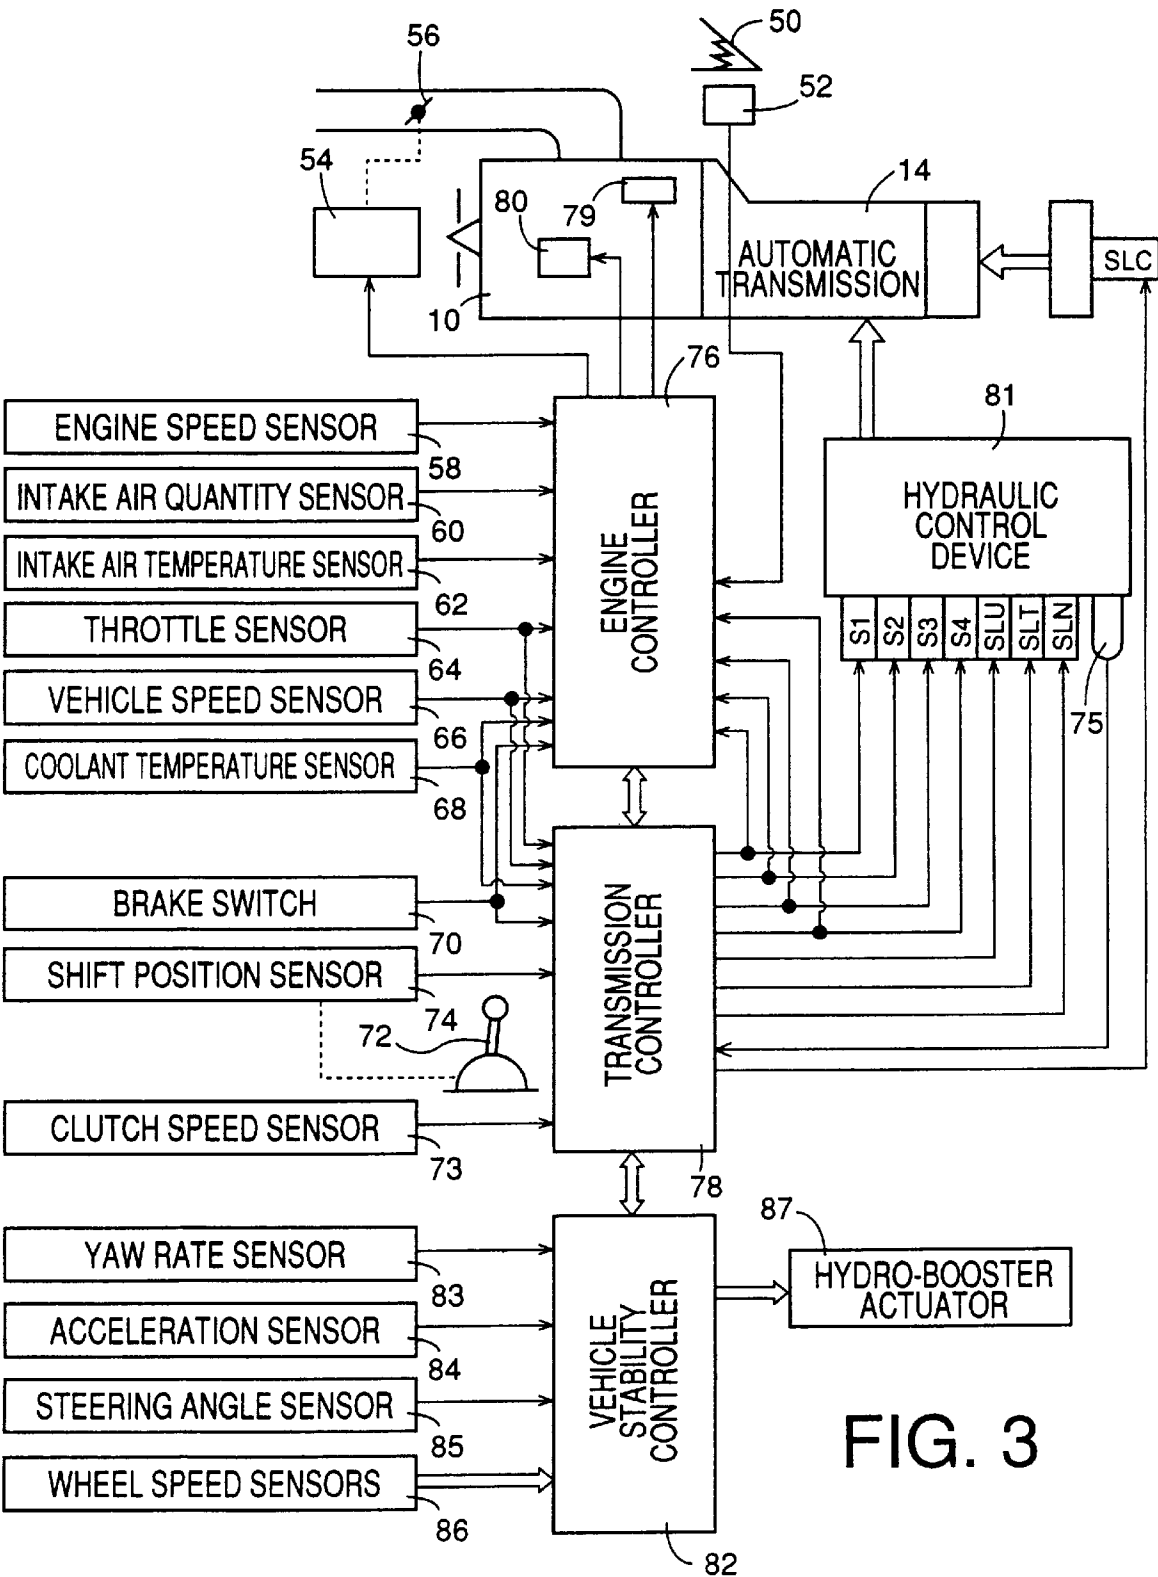 50
56
52
54
14
80
79
AUTOMATIC
TRANSMISSION
SLC
10
76
81
ENGINE SPEED SENSOR
58
INTAKE AIR QUANTITY SENSOR
60
INTAKE AIR TEMPERATURE SENSOR
62
THROTTLE SENSOR
64
VEHICLE SPEED SENSOR
66
COOLANT TEMPERATURE SENSOR
68
ENGINE
CONTROLLER
HYDRAULIC
CONTROL
DEVICE
S1
S2
S3
S4
SLU
SLT
SLN
75
BRAKE SWITCH
70
SHIFT POSITION SENSOR
74
72
TRANSMISSION
CONTROLLER
CLUTCH SPEED SENSOR
73
78
YAW RATE SENSOR
83
ACCELERATION SENSOR
84
STEERING ANGLE SENSOR
85
WHEEL SPEED SENSORS
86
VEHICLE
STABILITY
CONTROLLER
82
87
HYDRO-BOOSTER
ACTUATOR
FIG. 3